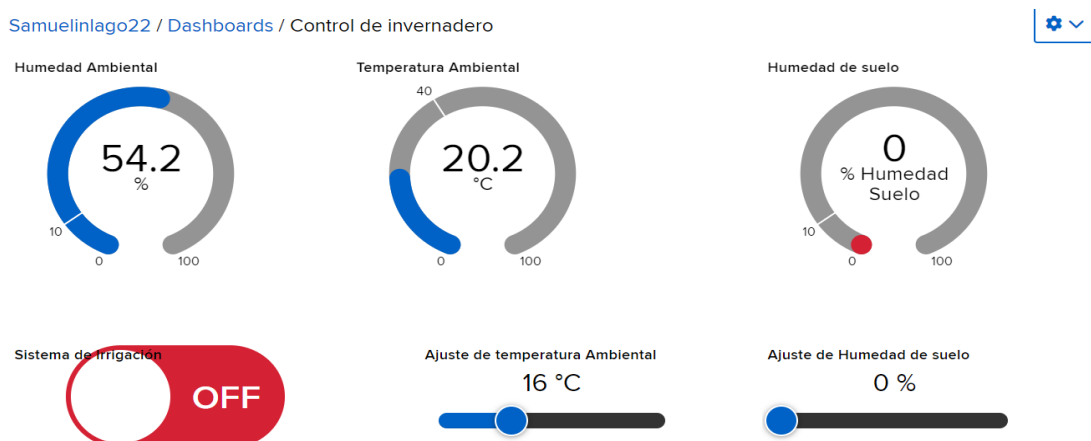 Samuelinlago22 / Dashboards / Control de invernadero
Humedad Ambiental
54.2
%
10
0
100
Temperatura Ambiental
40
20.2
°C
0
100
Humedad de suelo
0
% Humedad
Suelo
10
0
100
Sistema de Irrigación
OFF
Ajuste de temperatura Ambiental
16 °C
Ajuste de Humedad de suelo
0 %